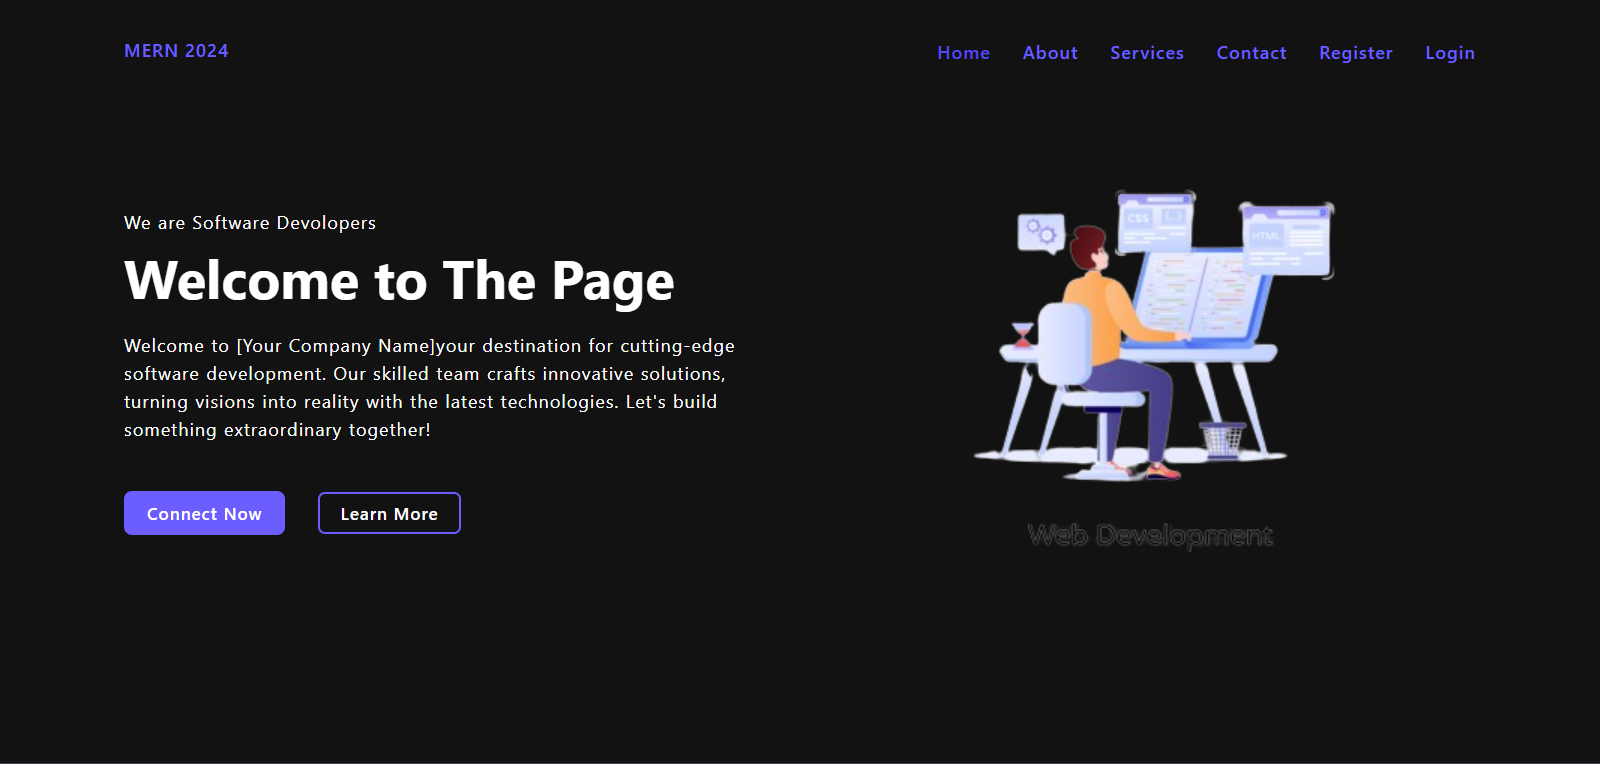 MERN 2024
Home About Services Contact Register Login
We are Software Devolopers
Welcome to The Page
Welcome to [Your Company Name]your destination for cutting-edge
software development. Our skilled team crafts innovative solutions,
turning visions into reality with the latest technologies. Let's build
something extraordinary together!
Connect Now
Learn More
CSS
HTML
Web Development